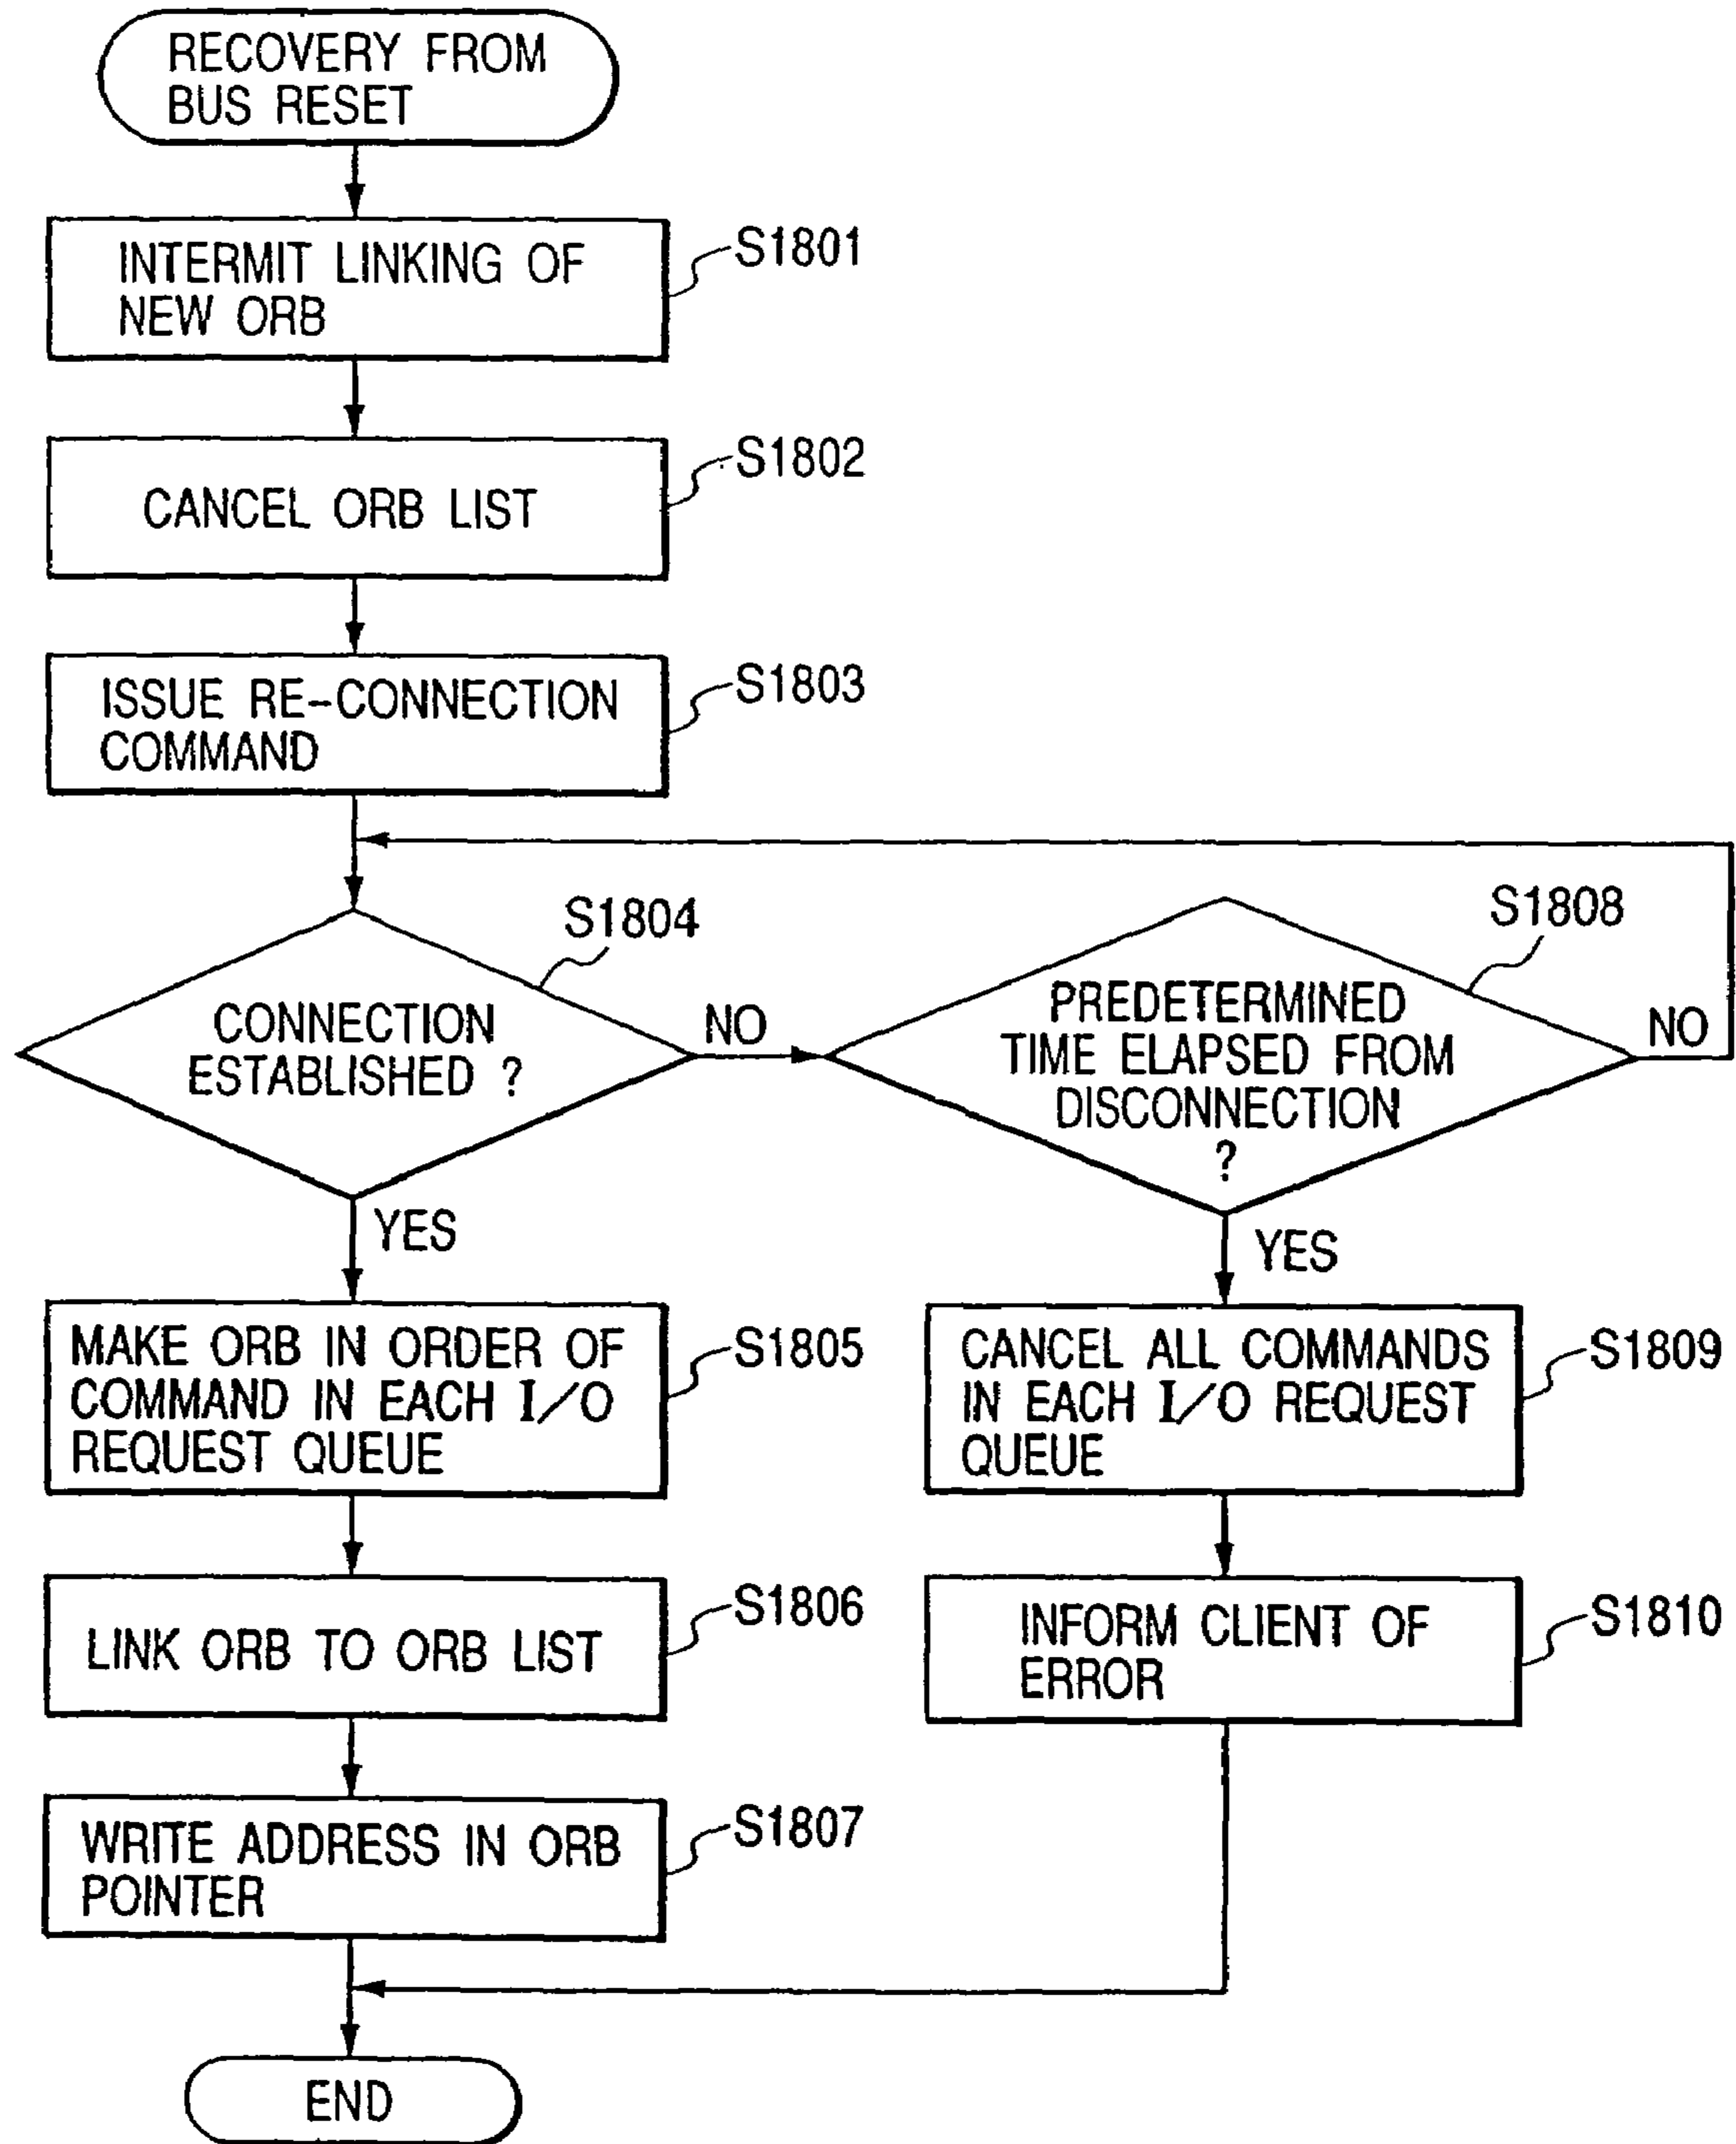 RECOVERY FROM
BUS RESET
INTERMIT LINKING OF
NEW ORB
S1801
CANCEL ORB LIST
S1802
ISSUE RE-CONNECTION
COMMAND
S1803
CONNECTION
ESTABLISHED ?
S1804
NO
PREDETERMINED
TIME ELAPSED FROM
DISCONNECTION
?
S1808
NO
YES
YES
MAKE ORB IN ORDER OF
COMMAND IN EACH I/O
REQUEST QUEUE
S1805
CANCEL ALL COMMANDS
IN EACH I/O REQUEST
QUEUE
S1809
LINK ORB TO ORB LIST
S1806
INFORM CLIENT OF
ERROR
S1810
WRITE ADDRESS IN ORB
POINTER
S1807
END